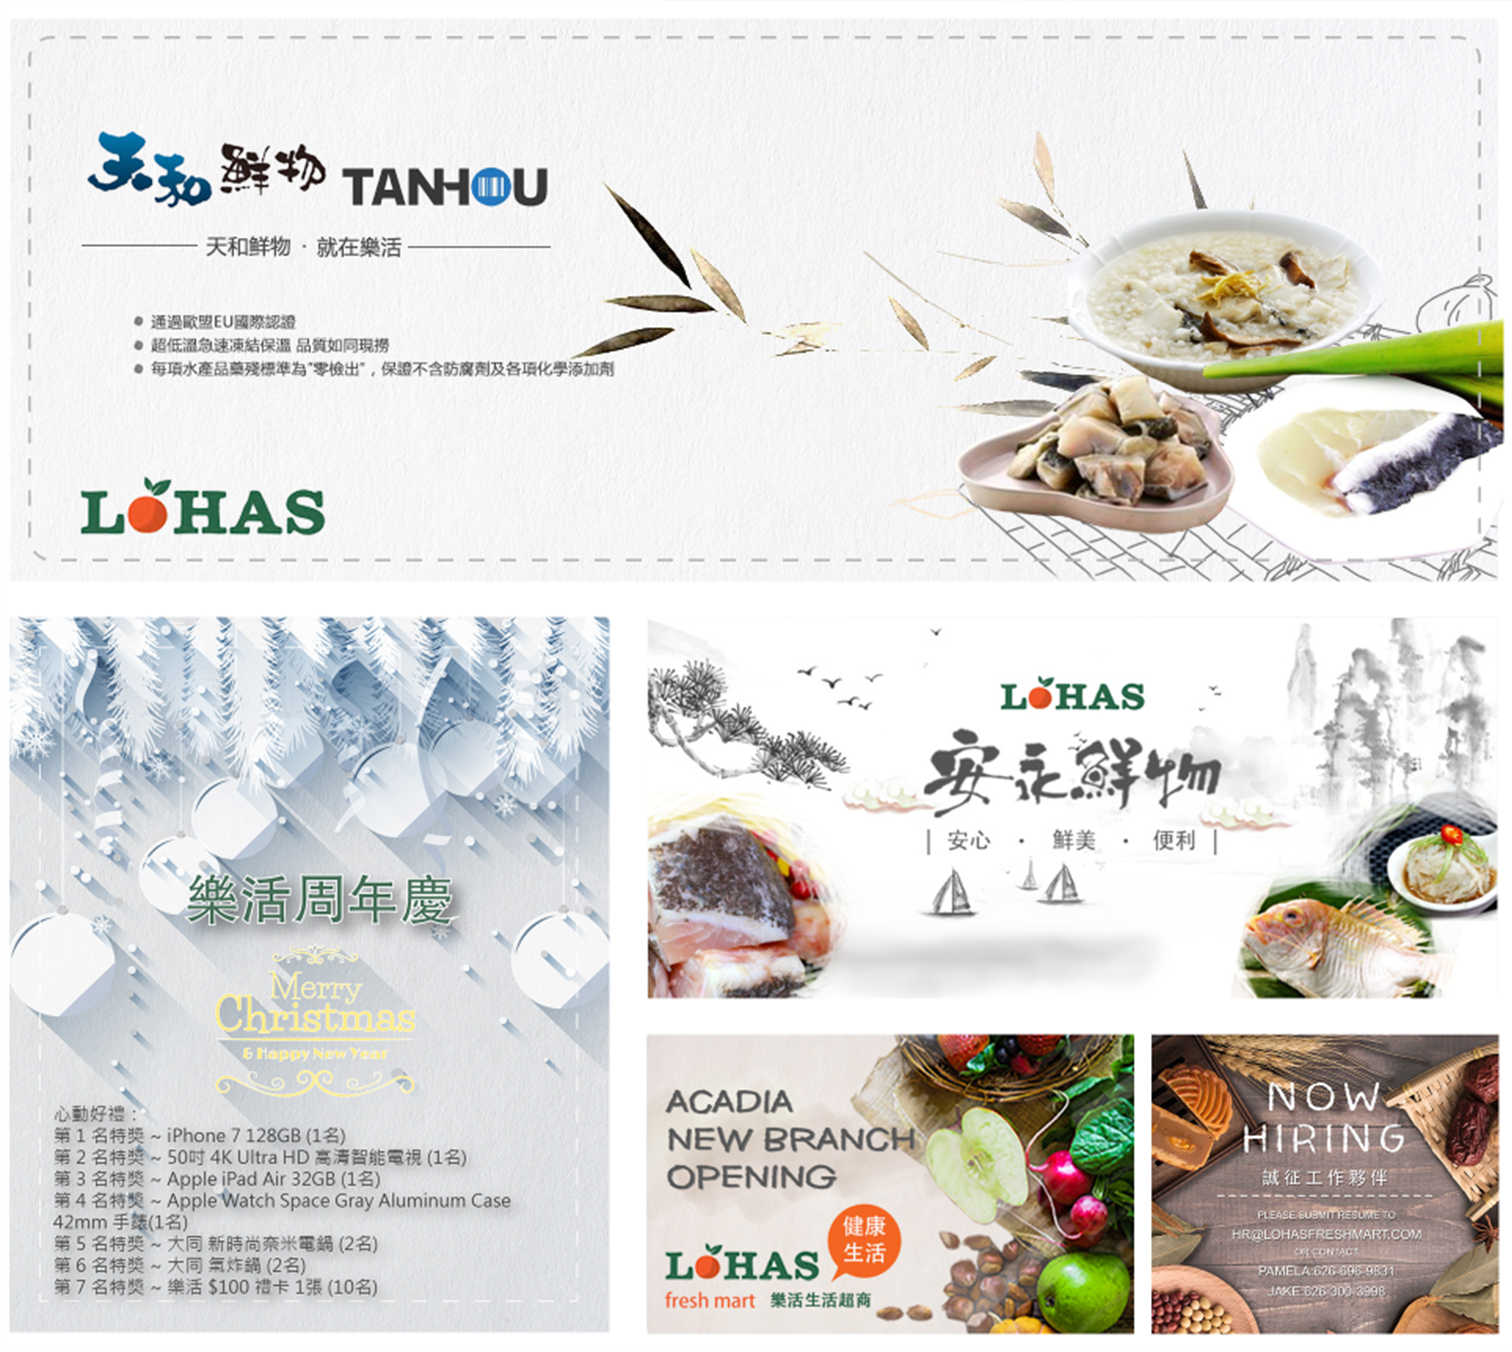 天和鮮物 TANHOU
天和鮮物 · 就在樂活
● 通過歐盟EU國際認證
● 超低溫急速凍結保溫 品質如同現撈
● 每項水產品藥殘標準為"零檢出"，保證不含防腐劑及各項化學添加劑
LOHAS
樂活周年慶
Merry
Christmas
& Happy New Year
心動好禮：
第 1 名特獎 ~ iPhone 7 128GB (1名)
第 2 名特獎 ~ 50吋 4K Ultra HD 高清智能電視 (1名)
第 3 名特獎 ~ Apple iPad Air 32GB (1名)
第 4 名特獎 ~ Apple Watch Space Gray Aluminum Case
42mm 手錶(1名)
第 5 名特獎 ~ 大同 新時尚奈米電鍋 (2名)
第 6 名特獎 ~ 大同 氣炸鍋 (2名)
第 7 名特獎 ~ 樂活 $100 禮卡 1張 (10名)
LOHAS
安永鮮物
| 安心 · 鮮美 · 便利 |
ACADIA
NEW BRANCH
OPENING
健康
生活
LOHAS
fresh mart 樂活生活超商
NOW
HIRING
誠征工作夥伴
PLEASE SUBMIT RESUME TO
HR@LOHASFRESHMART.COM
OR CONTACT
PAMELA:626-696-9831
JAKE:626-300-3998